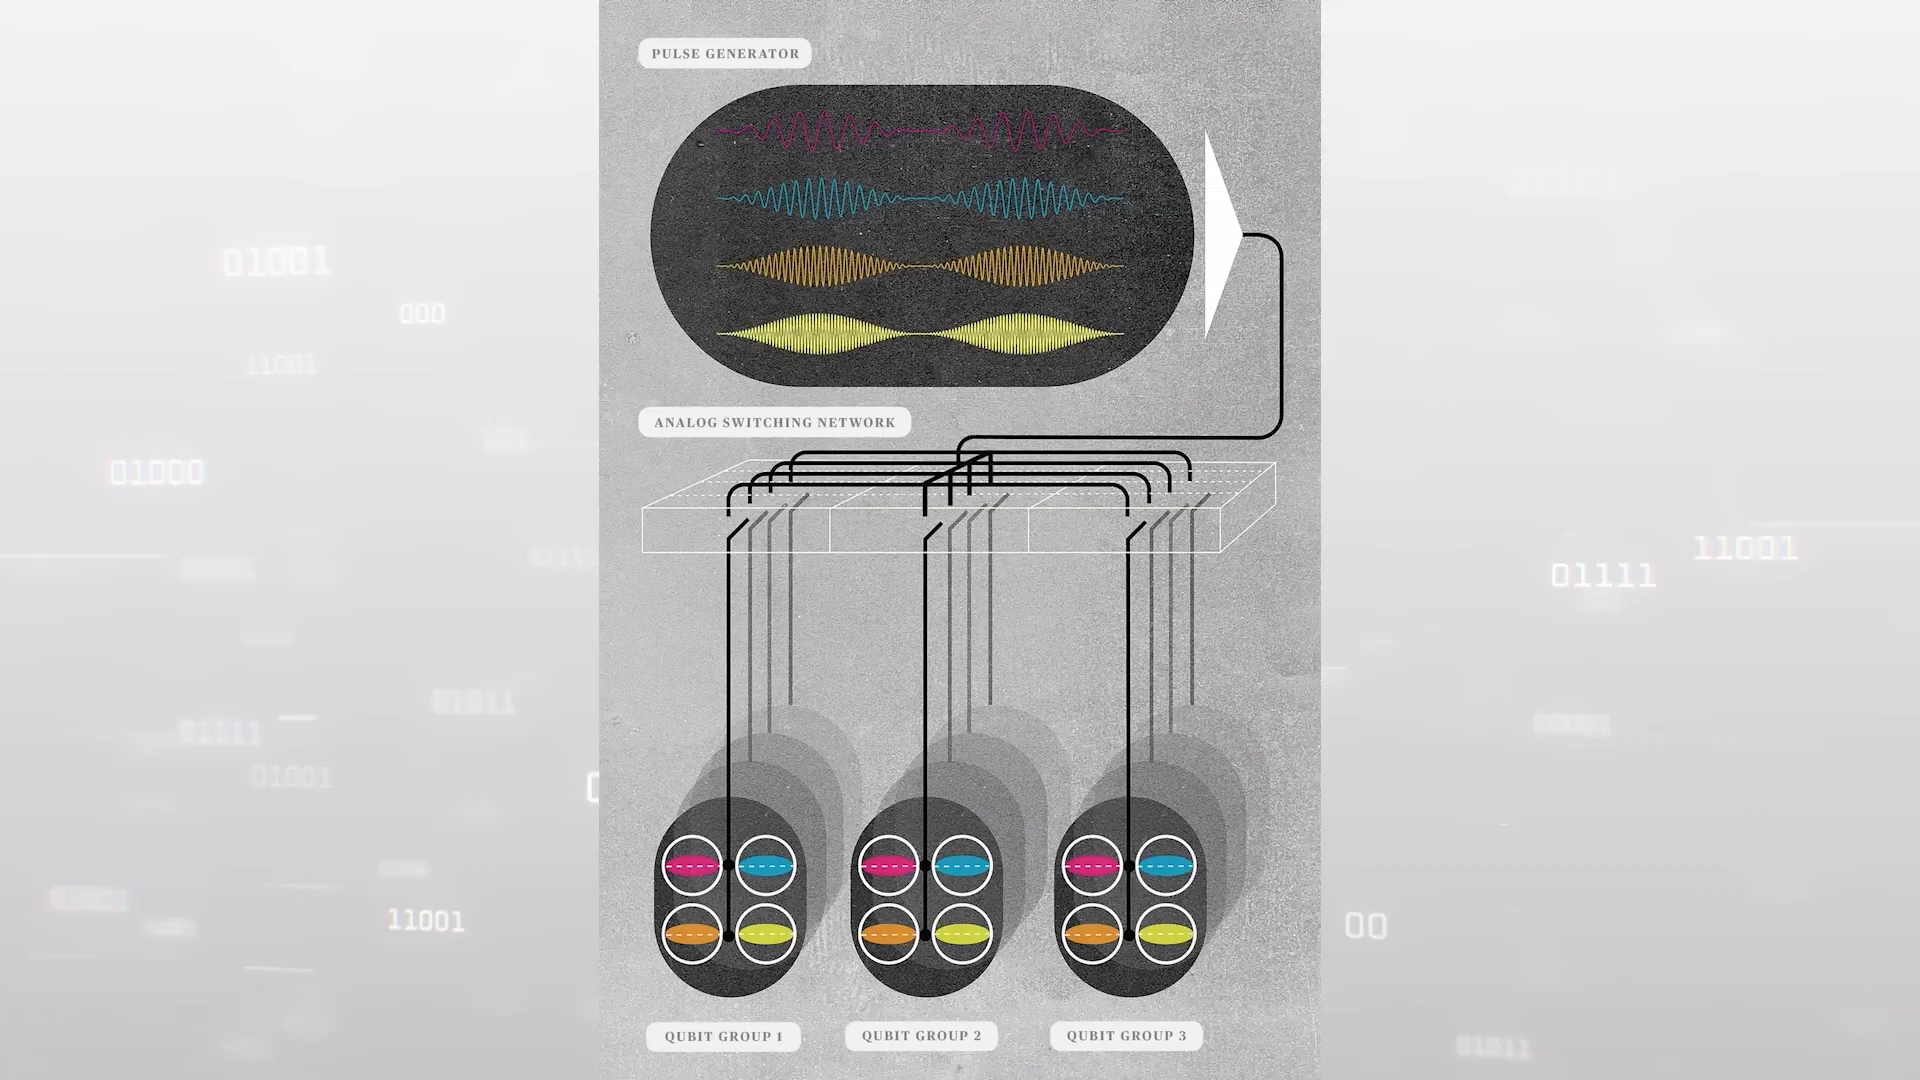 PULSE GENERATOR
01001
000
11001
ANALOG SWITCHING NETWORK
01000
11001
01111
01011
01111
01001
11001
00
QUBIT GROUP 1
QUBIT GROUP 2
QUBIT GROUP 3
01011